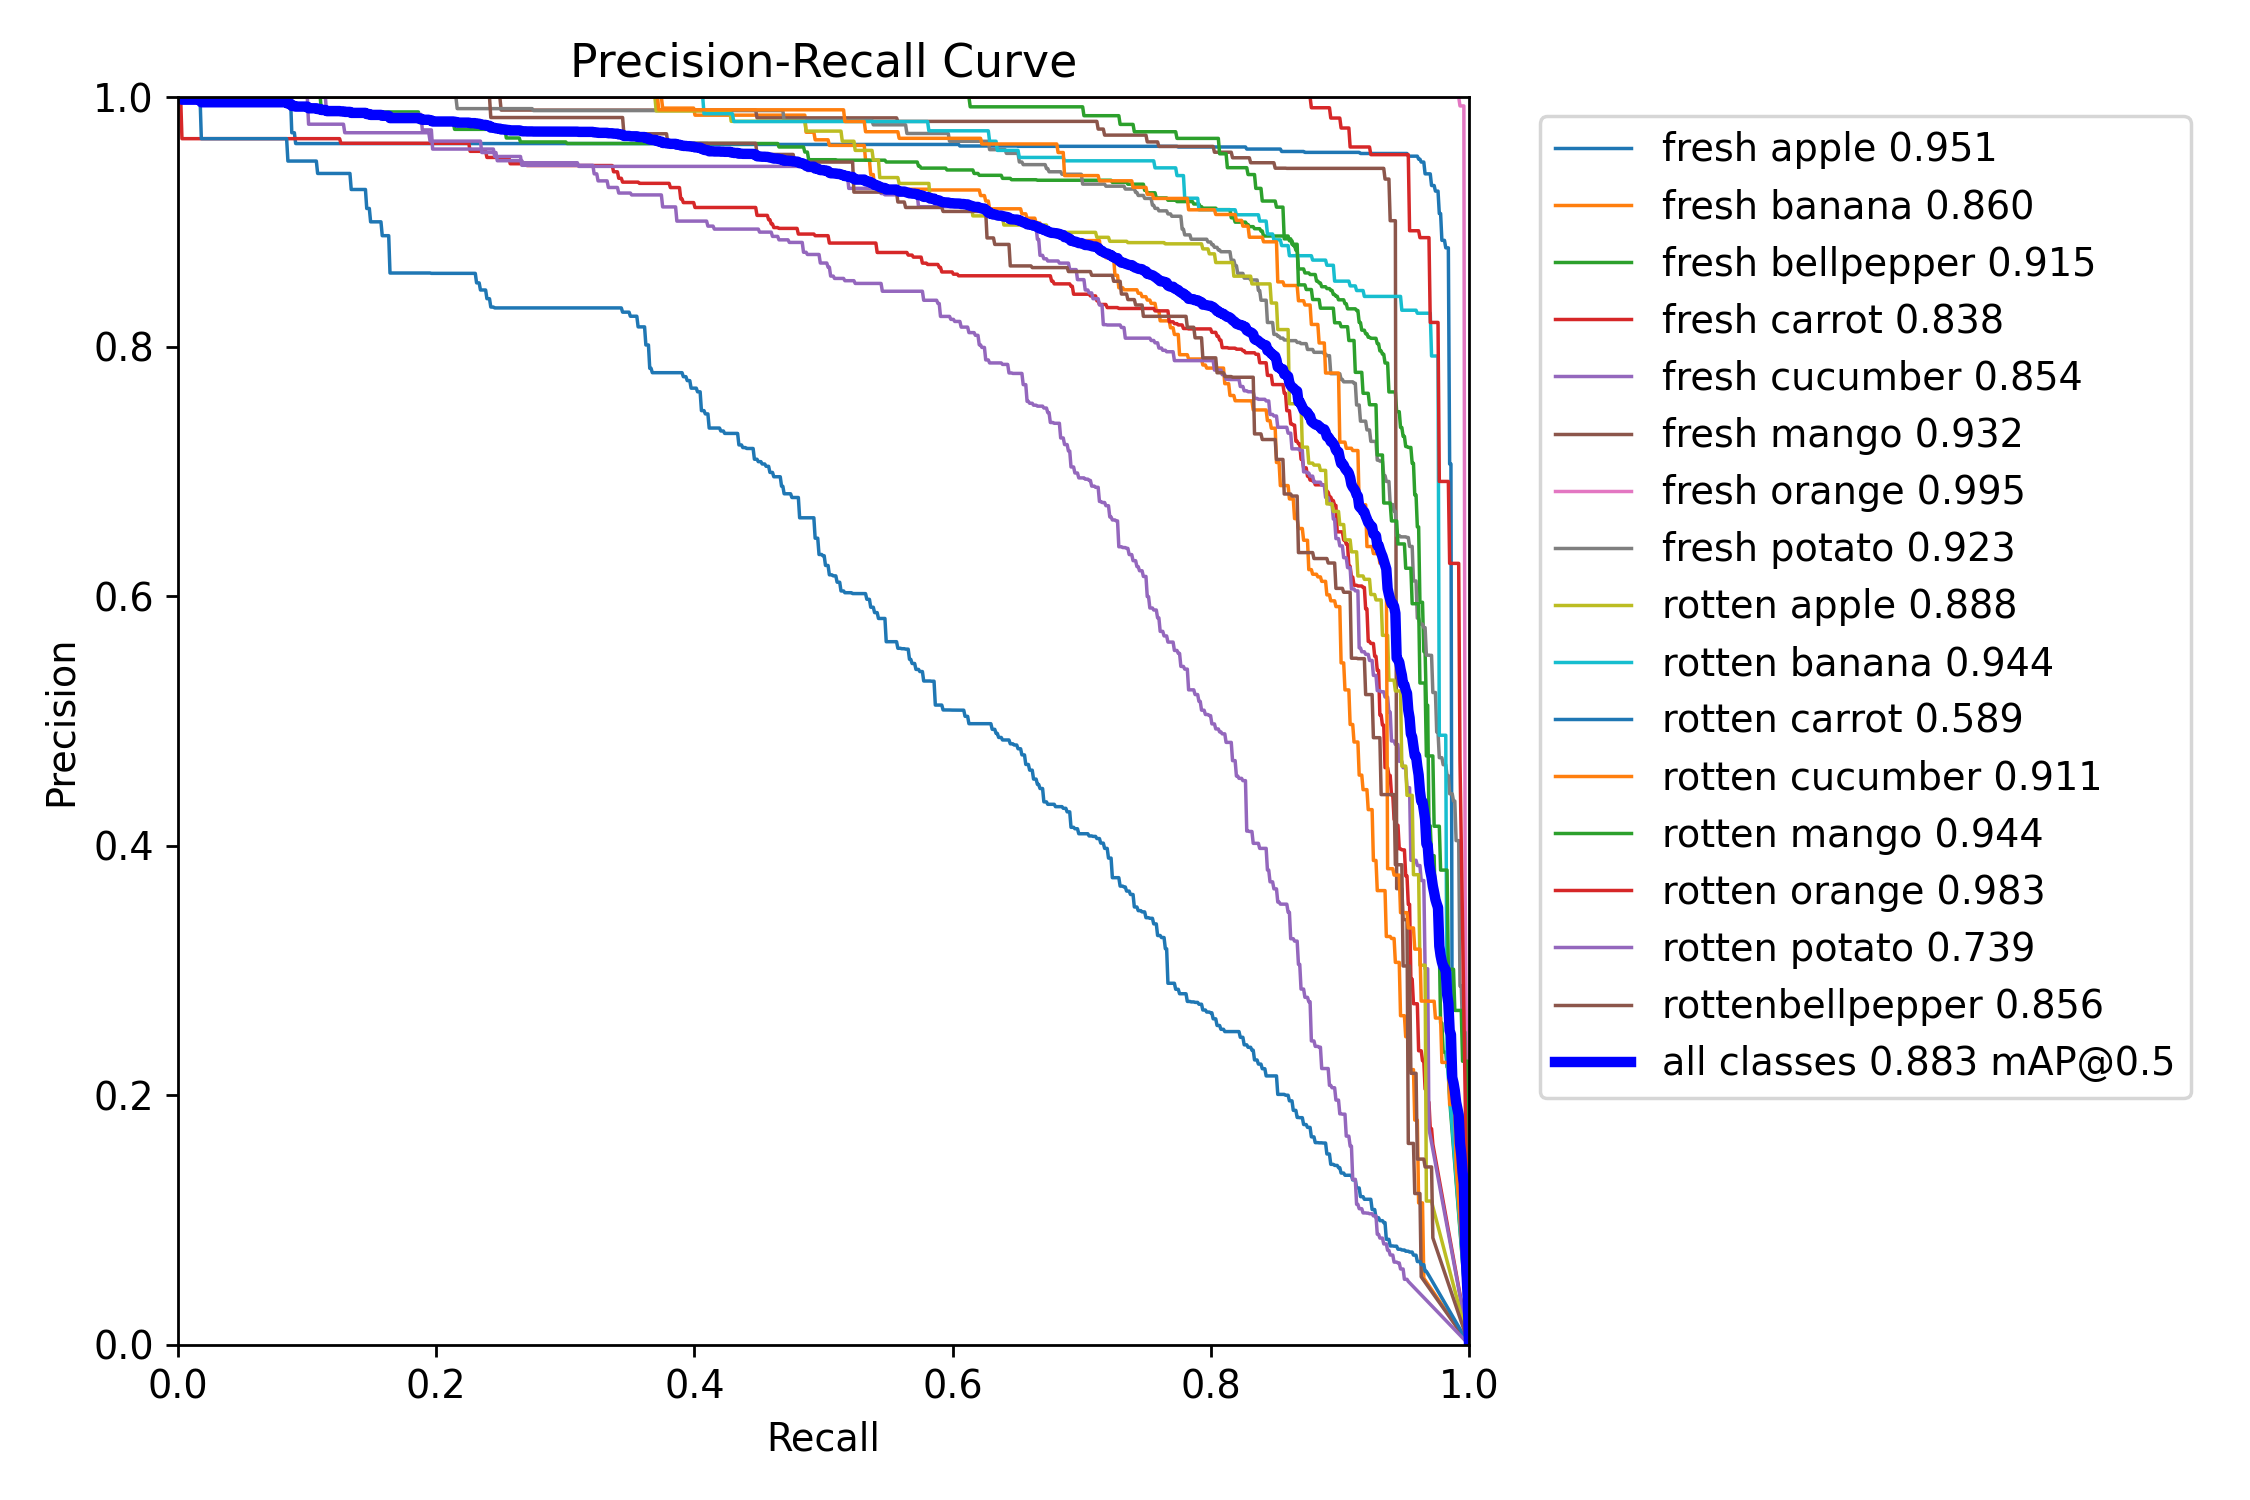 Precision-Recall Curve
1.0
0.8
0.6
0.4
0.2
0.0
Precision
0.0 0.2 0.4 0.6 0.8 1.0
Recall
fresh apple 0.951
fresh banana 0.860
fresh bellpepper 0.915
fresh carrot 0.838
fresh cucumber 0.854
fresh mango 0.932
fresh orange 0.995
fresh potato 0.923
rotten apple 0.888
rotten banana 0.944
rotten carrot 0.589
rotten cucumber 0.911
rotten mango 0.944
rotten orange 0.983
rotten potato 0.739
rottenbellpepper 0.856
all classes 0.883 mAP@0.5